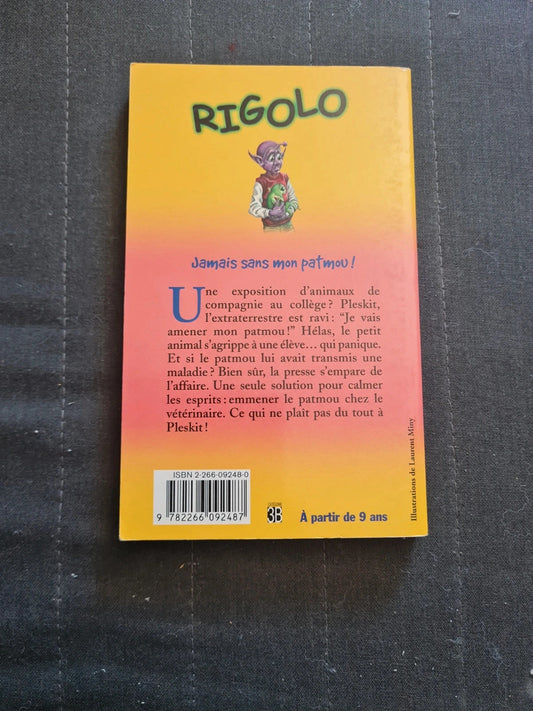 RIGOLO
Jamais sans mon patmou !
Une exposition d'animaux de
compagnie au collège ? Pleskit,
l'extraterrestre est ravi : "Je vais
amener mon patmou !" Hélas, le petit
animal s'agrippe à une élève... qui panique.
Et si le patmou lui avait transmis une
maladie ? Bien sûr, la presse s'empare de
l'affaire. Une seule solution pour calmer
les esprits : emmener le patmou chez le
vétérinaire. Ce qui ne plaît pas du tout à
Pleskit !
Illustrations de Laurent Miny
ISBN 2-266-09248-0
9 782266 092487
3B
À partir de 9 ans